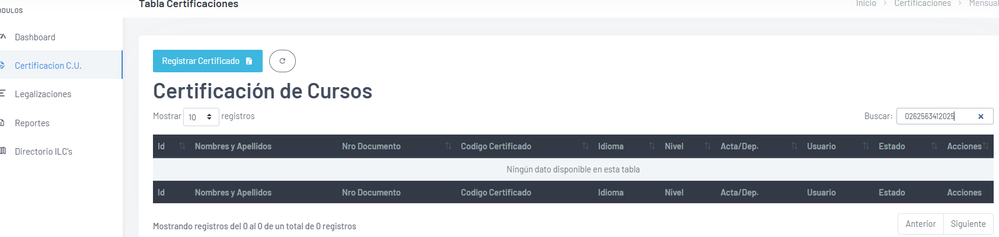 Tabla Certificaciones
Inicio > Certificaciones > Mensual
Dashboard
Certificacion C.U.
Legalizaciones
Reportes
Directorio ILC's
Registrar Certificado
Certificación de Cursos
Mostrar 10 registros
Buscar: 0262563412025
Id Nombres y Apellidos Nro Documento Codigo Certificado Idioma Nivel Acta/Dep. Usuario Estado Acciones
Ningún dato disponible en esta tabla
Id Nombres y Apellidos Nro Documento Codigo Certificado Idioma Nivel Acta/Dep. Usuario Estado Acciones
Mostrando registros del 0 al 0 de un total de 0 registros
Anterior Siguiente